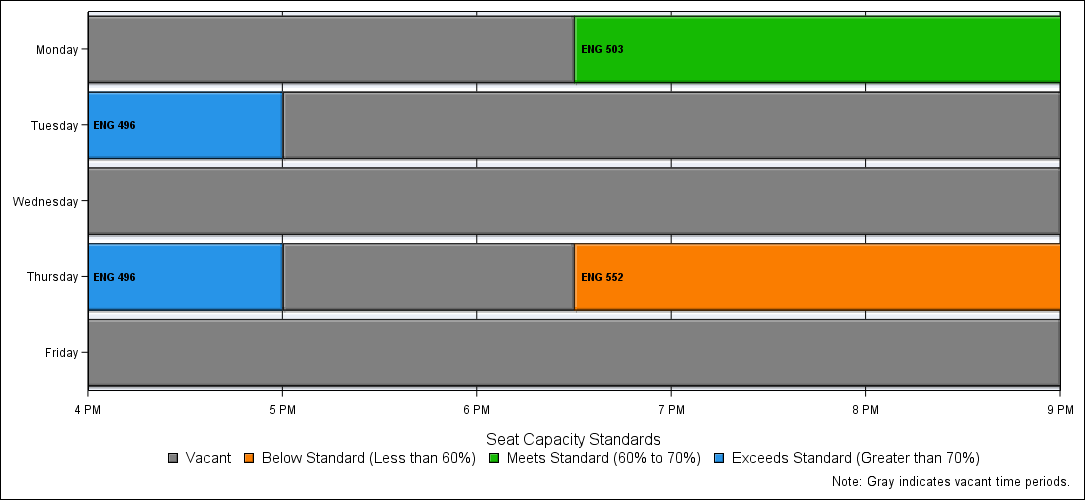 Monday
ENG 503
Tuesday
ENG 496
Wednesday
Thursday
ENG 496
ENG 552
Friday
4 PM
5 PM
6 PM
7 PM
8 PM
9 PM
Seat Capacity Standards
Vacant
Below Standard (Less than 60%)
Meets Standard (60% to 70%)
Exceeds Standard (Greater than 70%)
Note: Gray indicates vacant time periods.